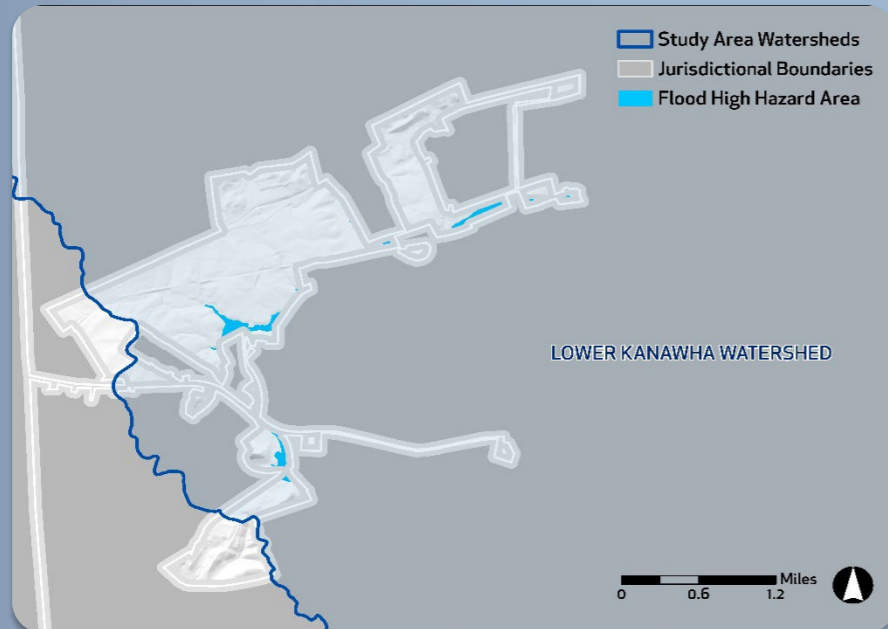 Study Area Watersheds
Jurisdictional Boundaries
Flood High Hazard Area
LOWER KANAWHA WATERSHED
Miles
0 0.6 1.2